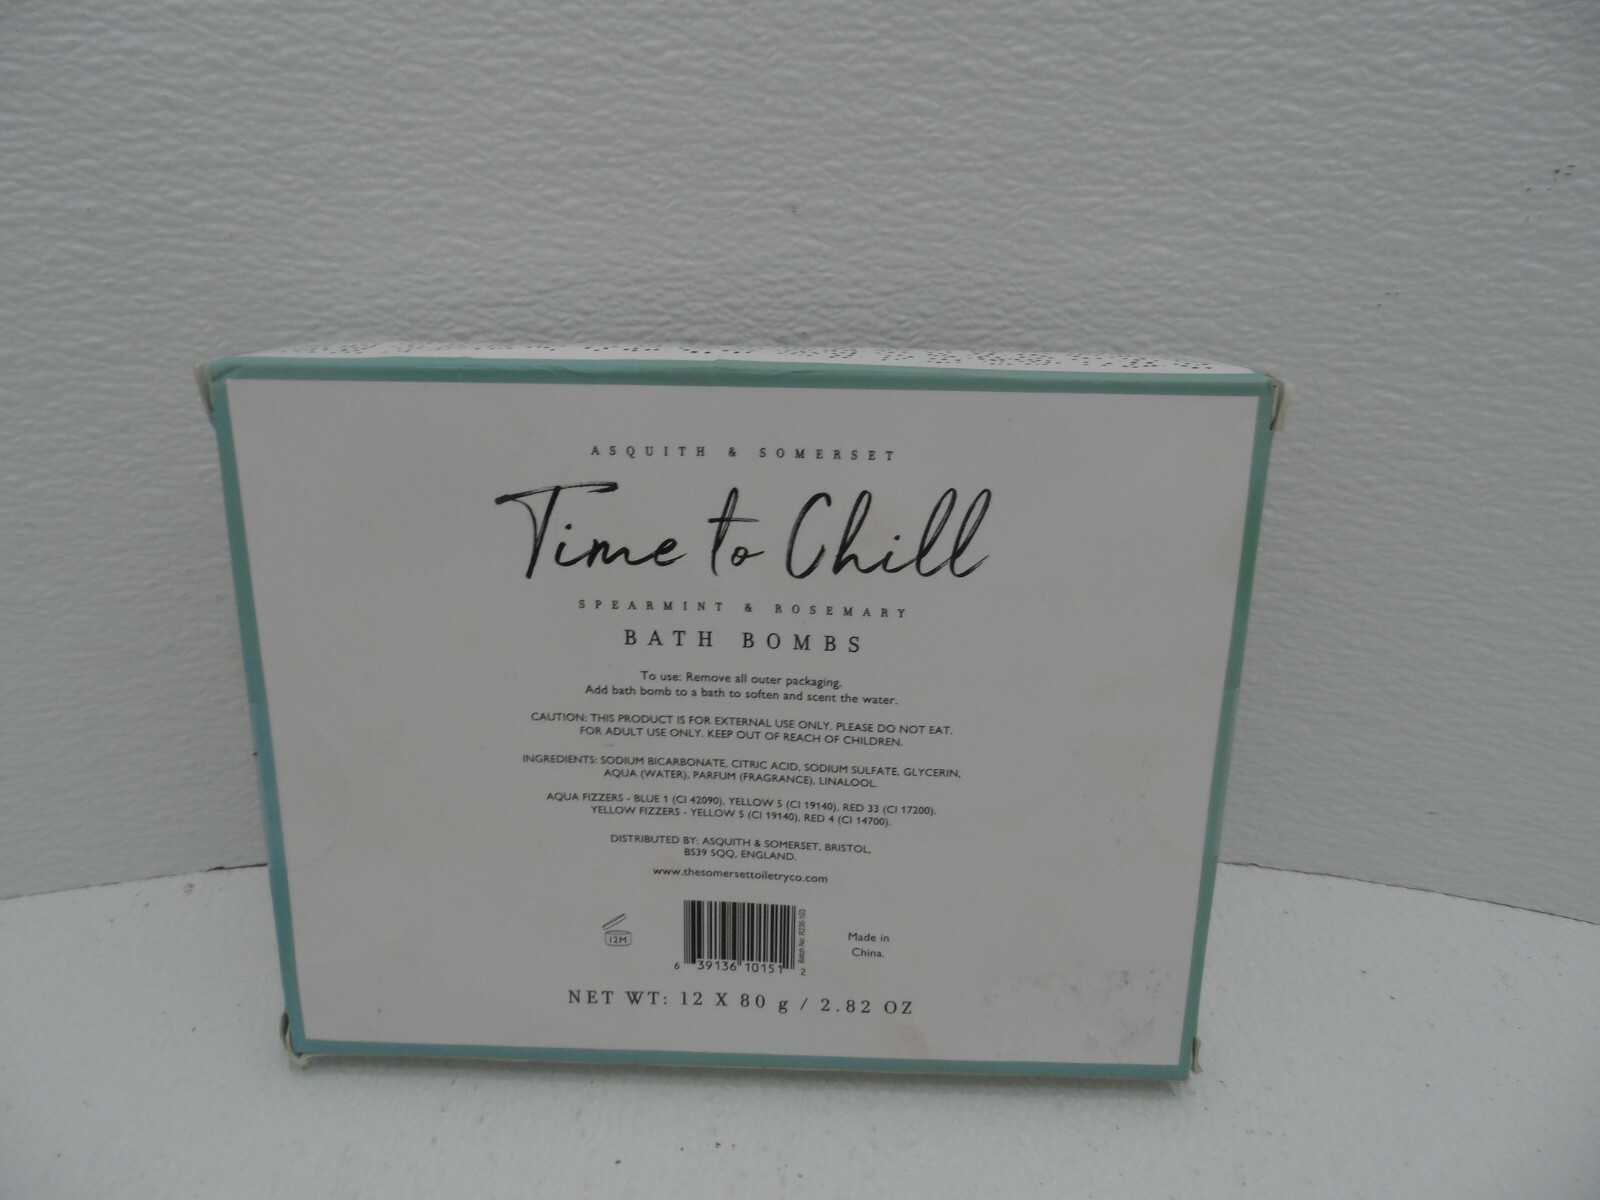 ASQUITH & SOMERSET
Time to Chill
SPEARMINT & ROSEMARY
BATH BOMBS
To use: Remove all outer packaging.
Add bath bomb to a bath to soften and scent the water.
CAUTION: THIS PRODUCT IS FOR EXTERNAL USE ONLY. PLEASE DO NOT EAT.
FOR ADULT USE ONLY. KEEP OUT OF REACH OF CHILDREN.
INGREDIENTS: SODIUM BICARBONATE, CITRIC ACID, SODIUM SULFATE, GLYCERIN,
AQUA (WATER), PARFUM (FRAGRANCE), LINALOOL.
AQUA FIZZERS - BLUE 1 (CI 42090), YELLOW 5 (CI 19140), RED 33 (CI 17200).
YELLOW FIZZERS - YELLOW 5 (CI 19140), RED 4 (CI 14700).
DISTRIBUTED BY: ASQUITH & SOMERSET, BRISTOL,
BS39 5QQ, ENGLAND.
www.thesomersettoiletryco.com
12M
6 39136 10151 2
Batch No: R235-103
Made in
China.
NET WT: 12 X 80 g / 2.82 OZ